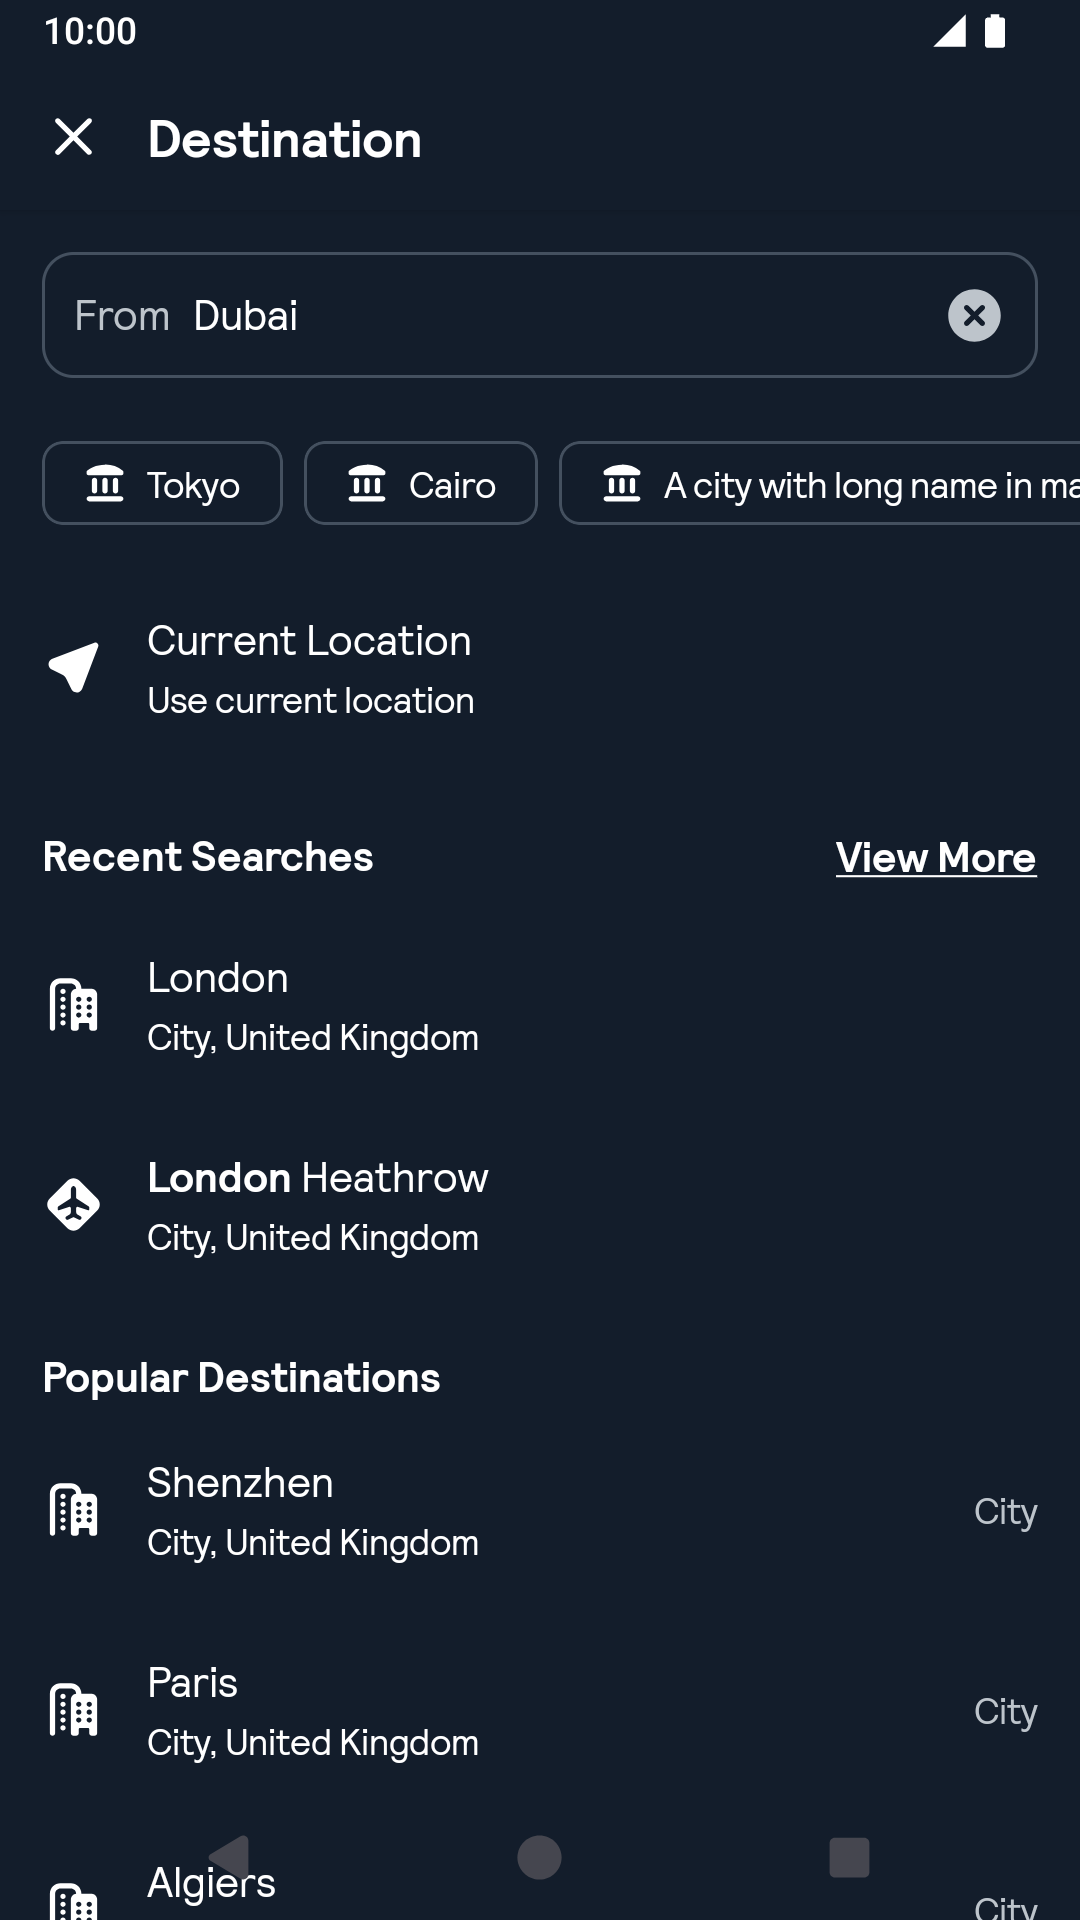 10:00
Destination
From Dubai
Tokyo
Cairo
A city with long name in ma
Current Location
Use current location
Recent Searches
View More
London
City, United Kingdom
London Heathrow
City, United Kingdom
Popular Destinations
Shenzhen
City, United Kingdom
City
Paris
City, United Kingdom
City
Algiers
City